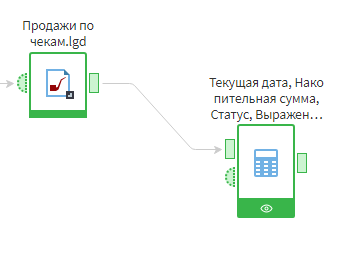 Продажи по
чекам.lgd
Текущая дата, Нако
пительная сумма,
Статус, Выражен...